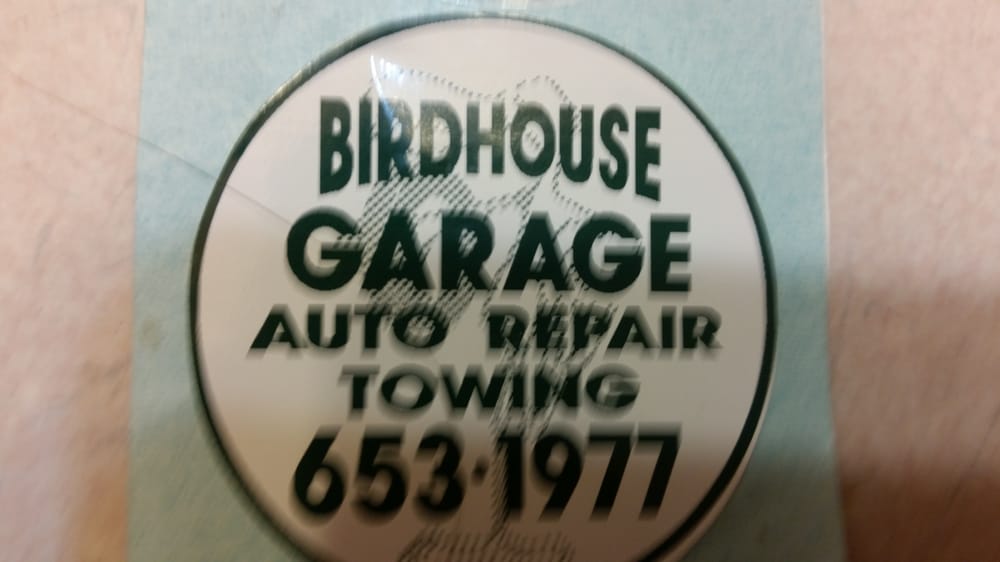 BIRDHOUSE
GARAGE
AUTO REPAIR
TOWING
653·1977